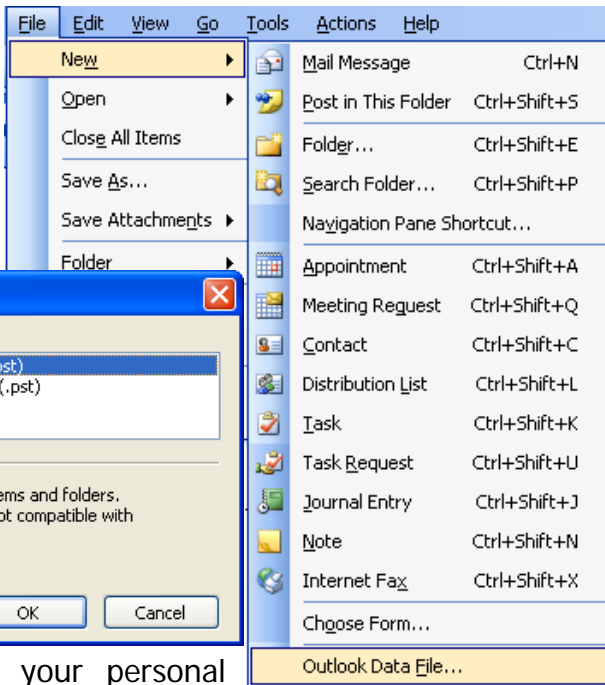 File Edit View Go Tools Actions Help
New
Open
Close All Items
Save As...
Save Attachments
Folder
Mail Message Ctrl+N
Post in This Folder Ctrl+Shift+S
Folder... Ctrl+Shift+E
Search Folder... Ctrl+Shift+P
Navigation Pane Shortcut...
Appointment Ctrl+Shift+A
Meeting Request Ctrl+Shift+Q
Contact Ctrl+Shift+C
Distribution List Ctrl+Shift+L
Task Ctrl+Shift+K
Task Request Ctrl+Shift+U
Journal Entry Ctrl+Shift+J
Note Ctrl+Shift+N
Internet Fax Ctrl+Shift+X
Choose Form...
Outlook Data File...
(.pst)
and folders.
compatible with
OK Cancel
your personal